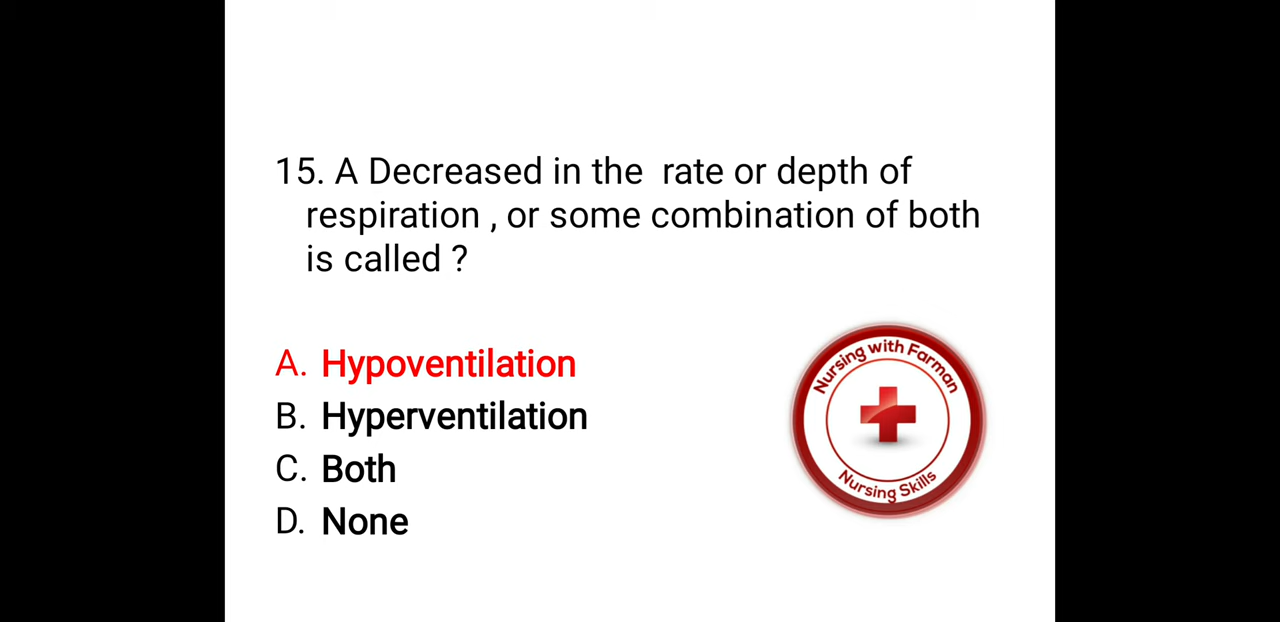 15. A Decreased in the rate or depth of
respiration , or some combination of both
is called ?
A. Hypoventilation
B. Hyperventilation
C. Both
D. None
Nursing with Farman
Nursing Skills